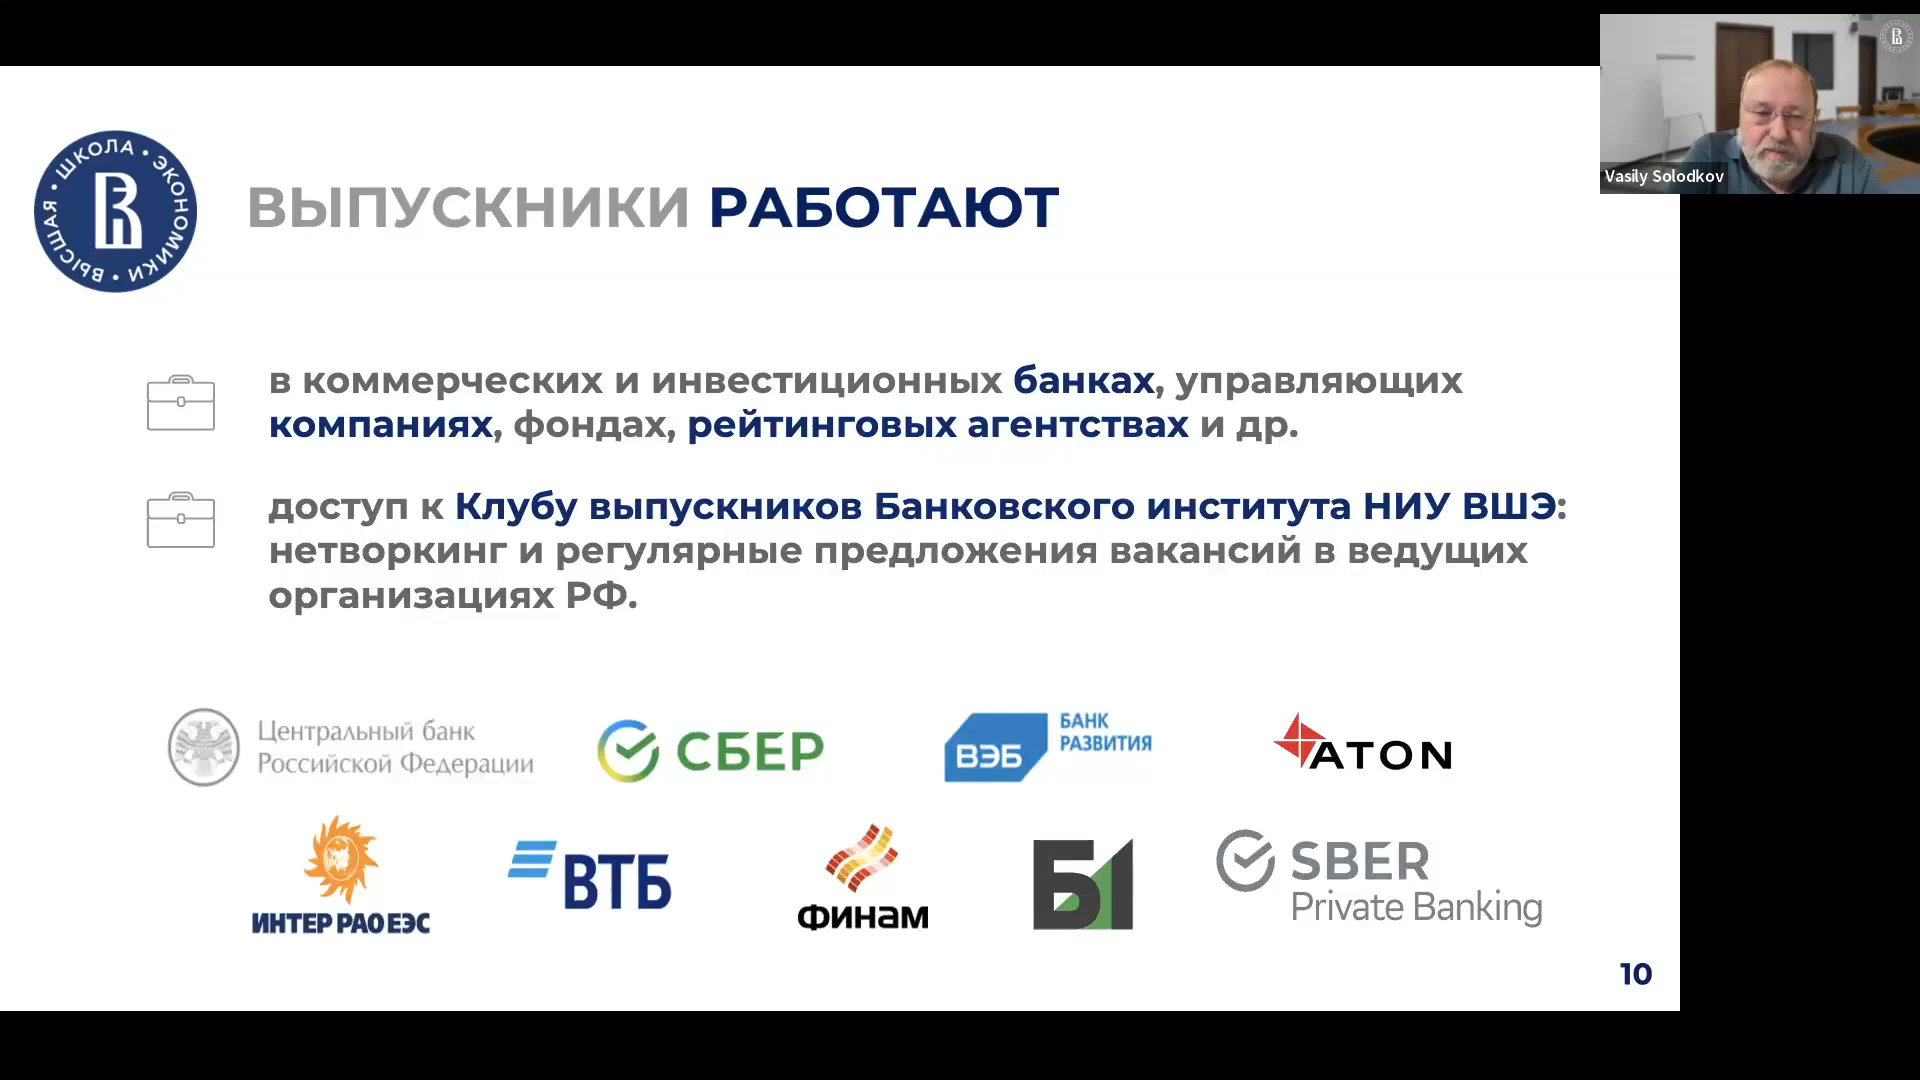 Vasily Solodkov
ВЫСШАЯ • ШКОЛА • ЭКОНОМИКИ •
ВЫПУСКНИКИ РАБОТАЮТ
в коммерческих и инвестиционных банках, управляющих
компаниях, фондах, рейтинговых агентствах и др.
доступ к Клубу выпускников Банковского института НИУ ВШЭ:
нетворкинг и регулярные предложения вакансий в ведущих
организациях РФ.
Центральный банк
Российской Федерации
СБЕР
ВЭБ
БАНК
РАЗВИТИЯ
ATON
ИНТЕР РАО ЕЭС
ВТБ
ФИНАМ
Б1
SBER
Private Banking
10